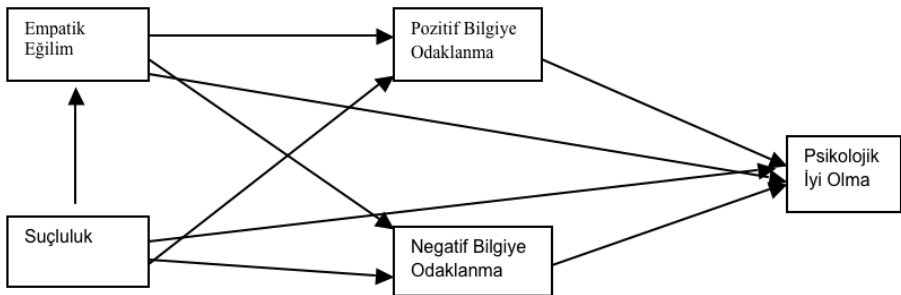 Empatik
Eğilim
Pozitif Bilgiye
Odaklanma
Psikolojik
İyi Olma
Suçluluk
Negatif Bilgiye
Odaklanma